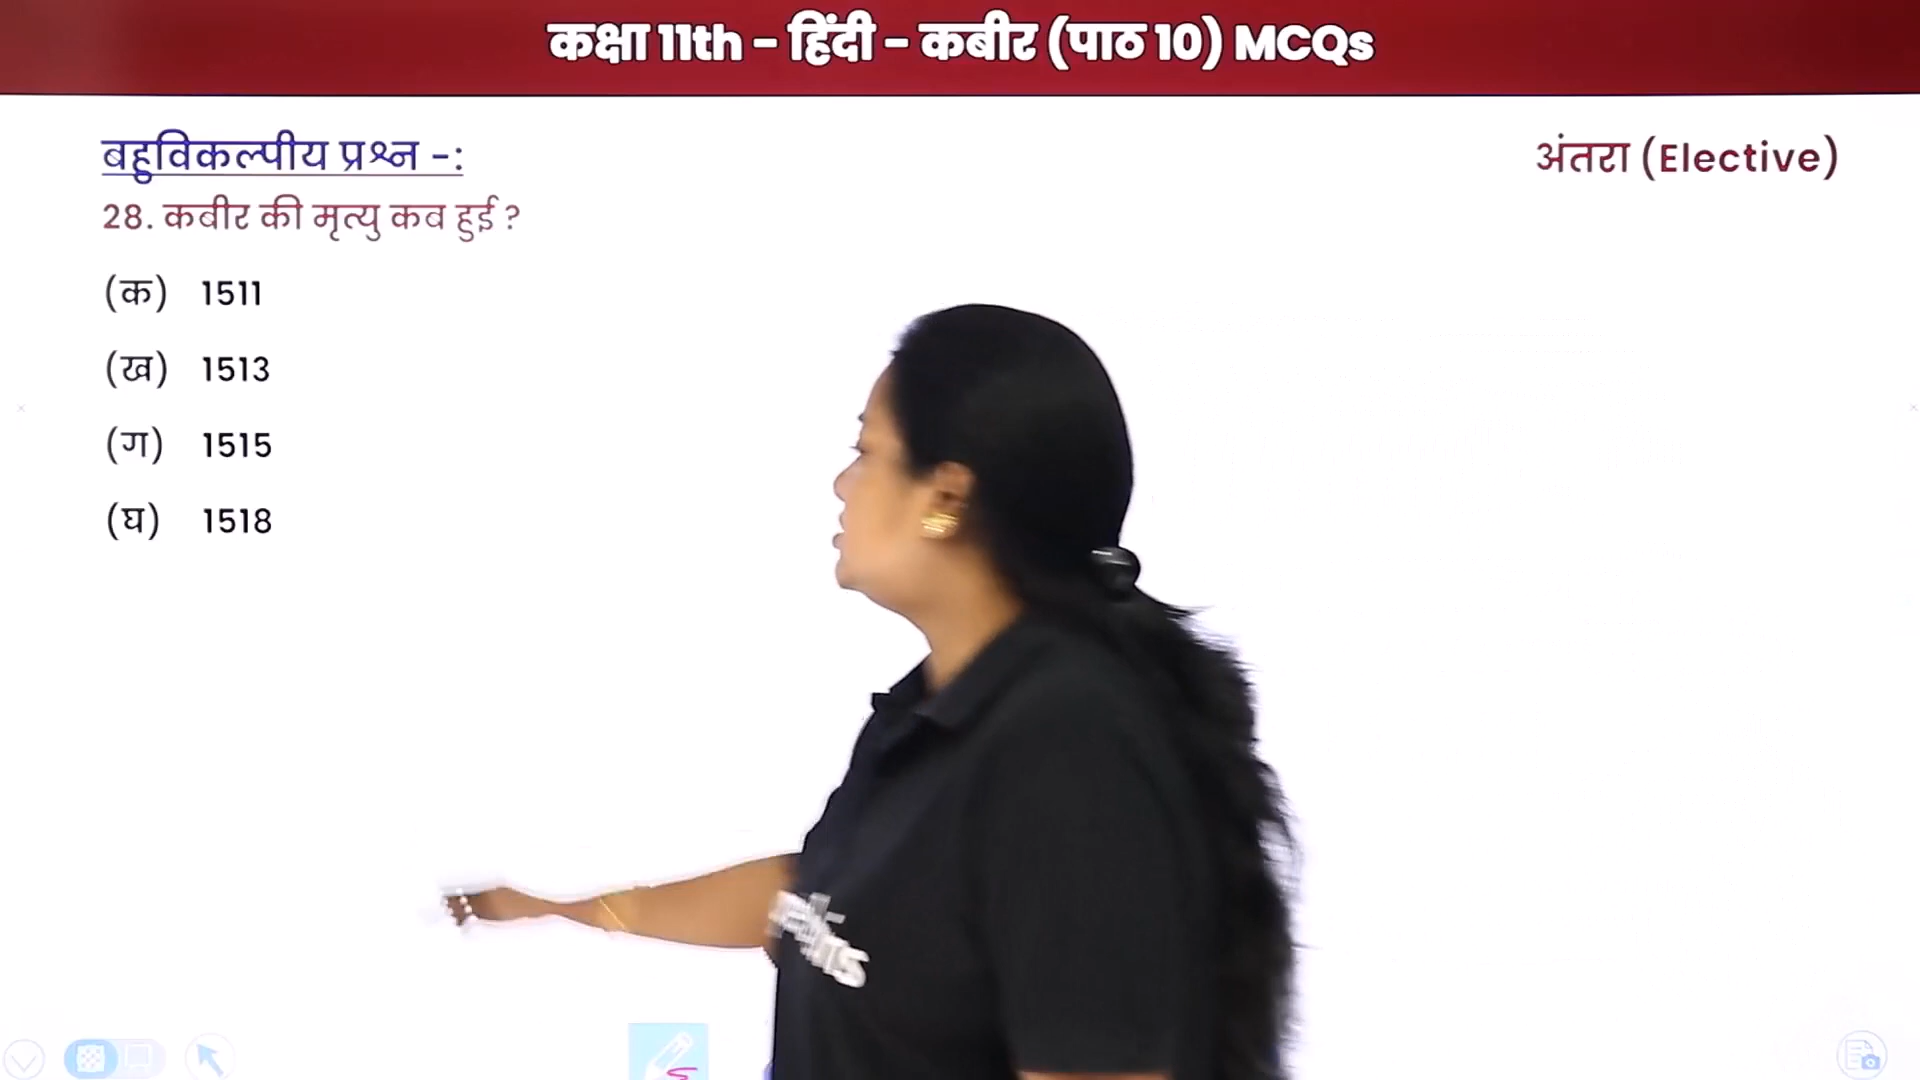 कक्षा 11th - हिंदी - कबीर (पाठ 10) MCQs
बहुविकल्पीय प्रश्न -:
अंतरा (Elective)
28. कबीर की मृत्यु कब हुई ?
(क) 1511
(ख) 1513
(ग) 1515
(घ) 1518